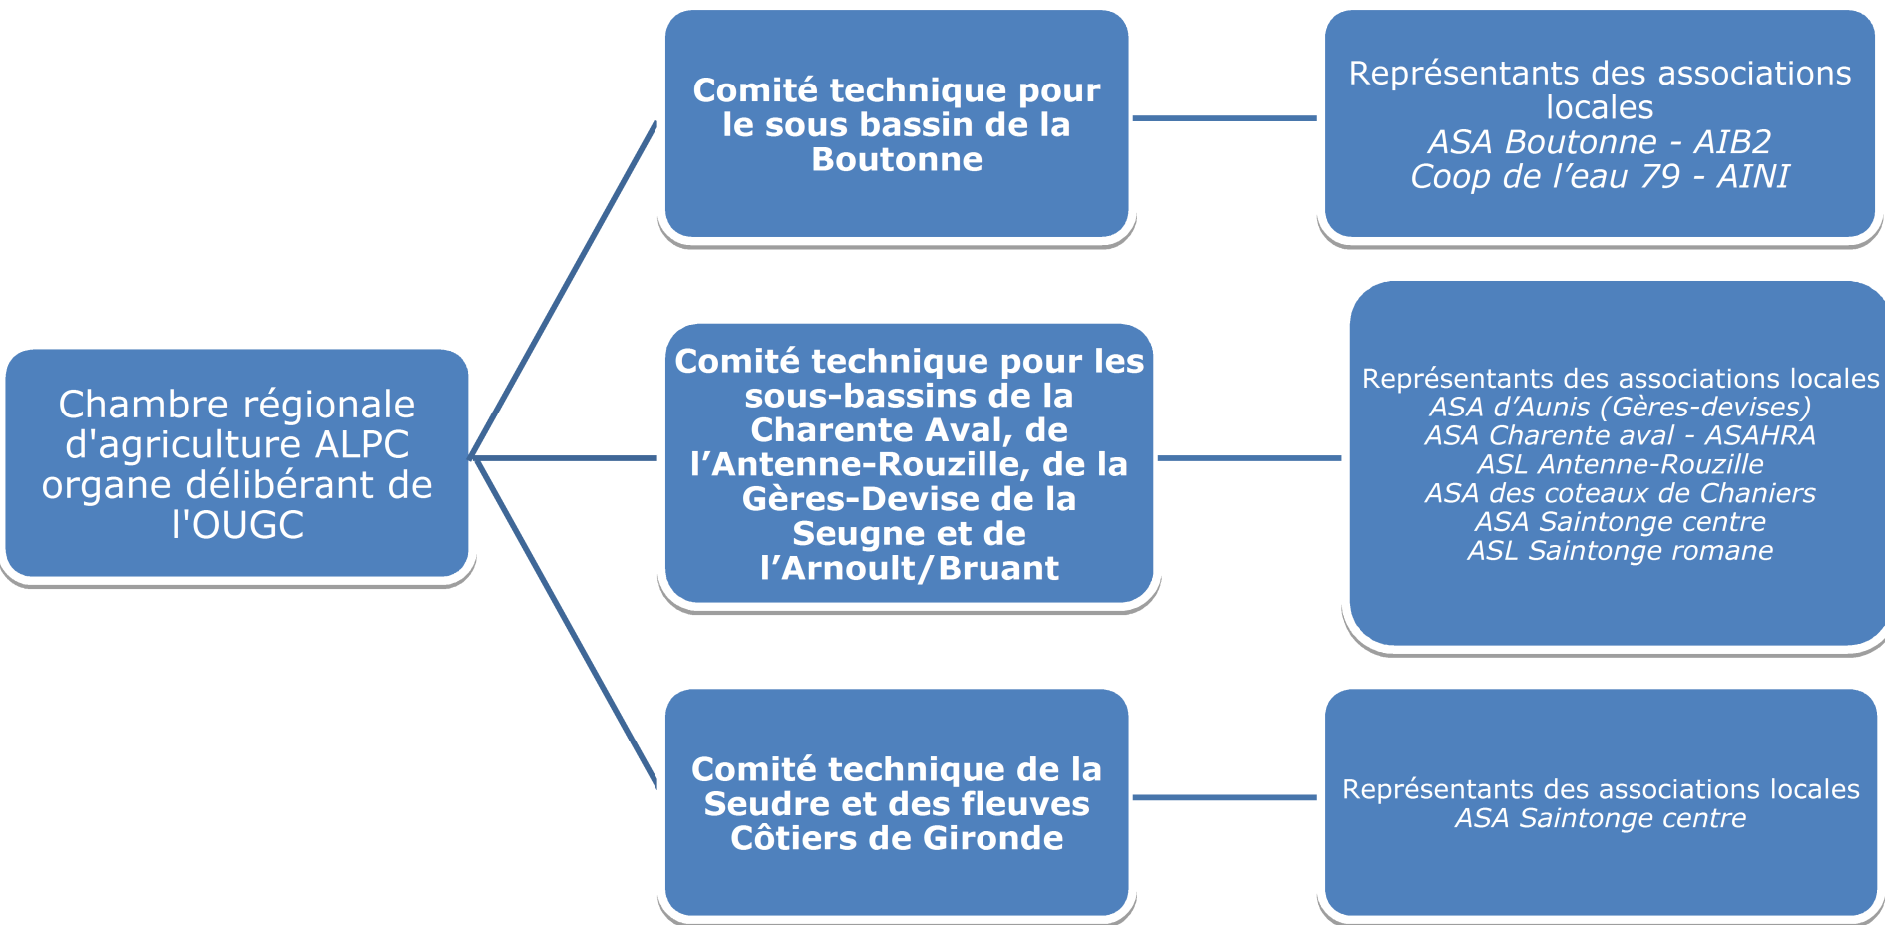 Chambre régionale
d'agriculture ALPC
organe délibérant de
l'OUGC
Comité technique pour
le sous bassin de la
Boutonne
Représentants des associations
locales
ASA Boutonne - AIB2
Coop de l’eau 79 - AINI
Comité technique pour les
sous-bassins de la
Charente Aval, de
l’Antenne-Rouzille, de la
Gères-Devise de la
Seugne et de
l’Arnoult/Bruant
Représentants des associations locales
ASA d’Aunis (Gères-devises)
ASA Charente aval - ASAHRA
ASL Antenne-Rouzille
ASA des coteaux de Chaniers
ASA Saintonge centre
ASL Saintonge romane
Comité technique de la
Seudre et des fleuves
Côtiers de Gironde
Représentants des associations locales
ASA Saintonge centre